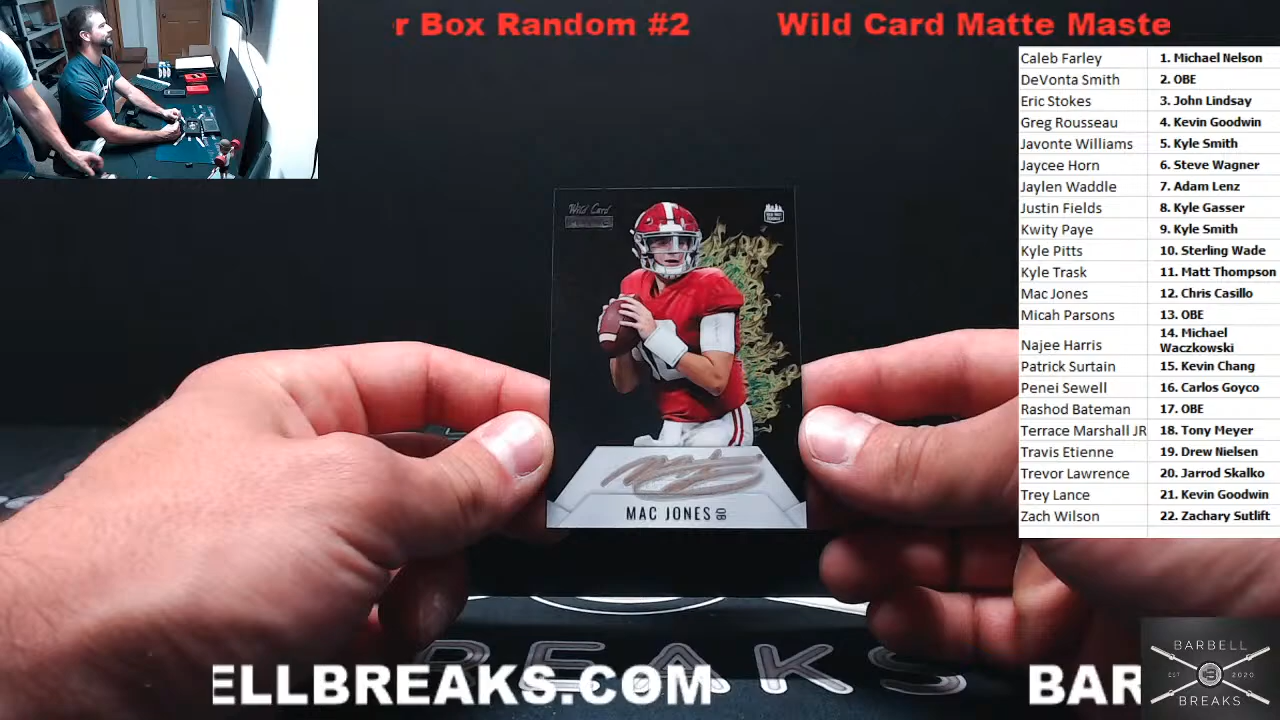 r Box Random #2 Wild Card Matte Maste
Caleb Farley 1. Michael Nelson
DeVonta Smith 2. OBE
Eric Stokes 3. John Lindsay
Greg Rousseau 4. Kevin Goodwin
Javonte Williams 5. Kyle Smith
Jaycee Horn 6. Steve Wagner
Jaylen Waddle 7. Adam Lenz
Justin Fields 8. Kyle Gasser
Kwity Paye 9. Kyle Smith
Kyle Pitts 10. Sterling Wade
Kyle Trask 11. Matt Thompson
Mac Jones 12. Chris Casillo
Micah Parsons 13. OBE
Najee Harris 14. Michael Waczkowski
Patrick Surtain 15. Kevin Chang
Penei Sewell 16. Carlos Goyco
Rashod Bateman 17. OBE
Terrace Marshall JR 18. Tony Meyer
Travis Etienne 19. Drew Nielsen
Trevor Lawrence 20. Jarrod Skalko
Trey Lance 21. Kevin Goodwin
Zach Wilson 22. Zachary Sutlift
Wild Card
MAC JONES QB
BREAKS
ELLBREAKS.COM BAR
BARBELL
EST 2020
BREAKS